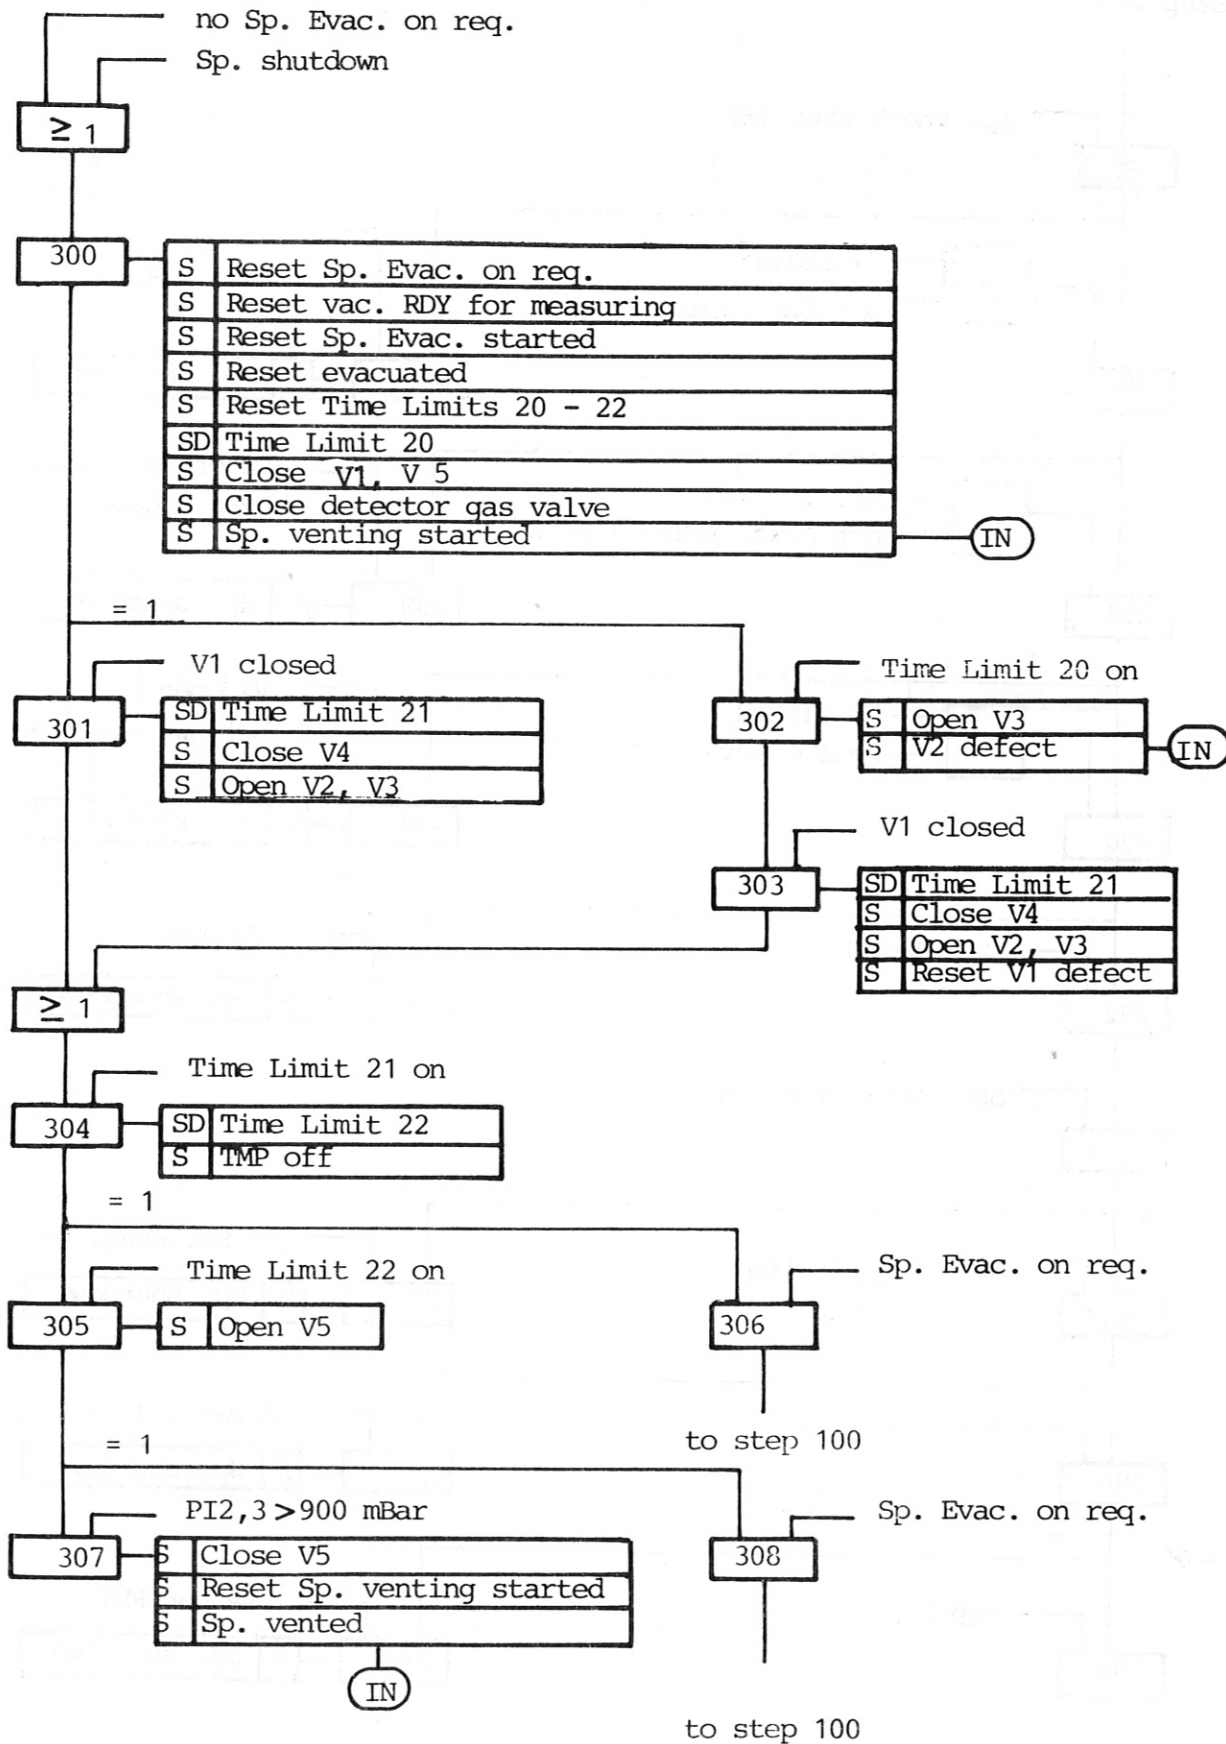 no Sp. Evac. on req.
Sp. shutdown
≥ 1
300
S Reset Sp. Evac. on req.
S Reset vac. RDY for measuring
S Reset Sp. Evac. started
S Reset evacuated
S Reset Time Limits 20 - 22
SD Time Limit 20
S Close V1, V 5
S Close detector gas valve
S Sp. venting started
IN
= 1
V1 closed
301
SD Time Limit 21
S Close V4
S Open V2, V3
Time Limit 20 on
302
S Open V3
S V2 defect
IN
V1 closed
303
SD Time Limit 21
S Close V4
S Open V2, V3
S Reset V1 defect
≥ 1
Time Limit 21 on
304
SD Time Limit 22
S TMP off
= 1
Time Limit 22 on
305
S Open V5
Sp. Evac. on req.
306
to step 100
= 1
PI2,3 >900 mBar
307
S Close V5
S Reset Sp. venting started
S Sp. vented
IN
Sp. Evac. on req.
308
to step 100